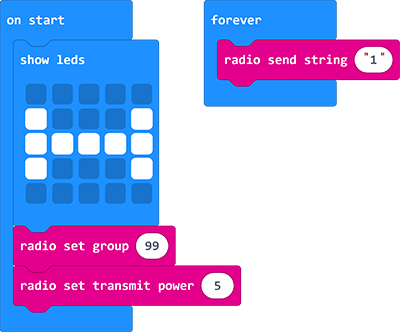 on start
show leds
radio set group 99
radio set transmit power 5
forever
radio send string "1"